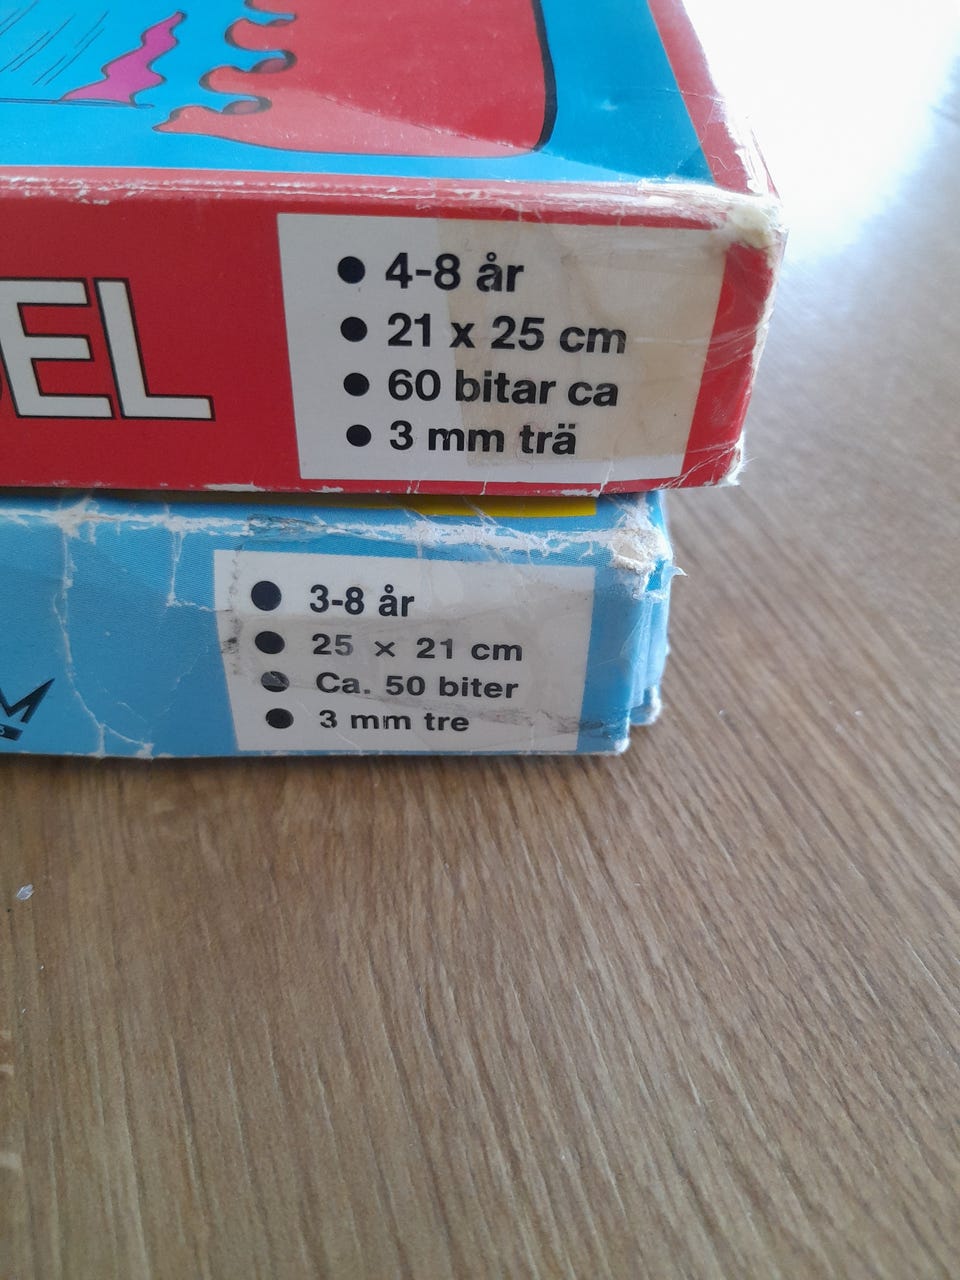 EL
● 4-8 år
● 21 x 25 cm
● 60 bitar ca
● 3 mm trä
● 3-8 år
● 25 x 21 cm
● Ca. 50 biter
● 3 mm tre